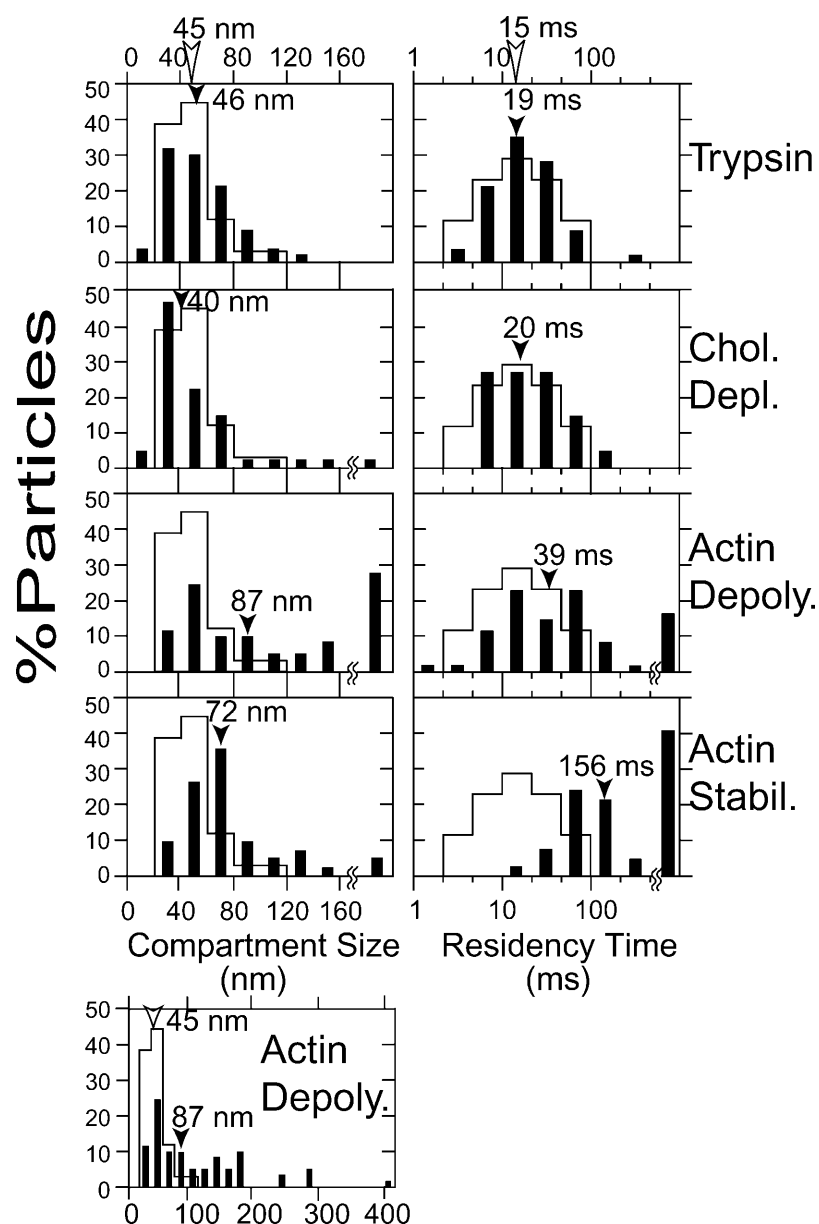 45 nm 15 ms
0 40 80 120 160 1 10 100
50
40
30
20
10
0
46 nm
19 ms
Trypsin
50
40
30
20
10
0
40 nm
20 ms
Chol.
Depl.
50
40
30
20
10
0
87 nm
39 ms
Actin
Depoly.
50
40
30
20
10
0
72 nm
156 ms
Actin
Stabil.
0 40 80 120 160 1 10 100
Compartment Size Residency Time
(nm) (ms)
%Particles
50
40
30
20
10
0
45 nm
Actin
Depoly.
87 nm
0 100 200 300 400